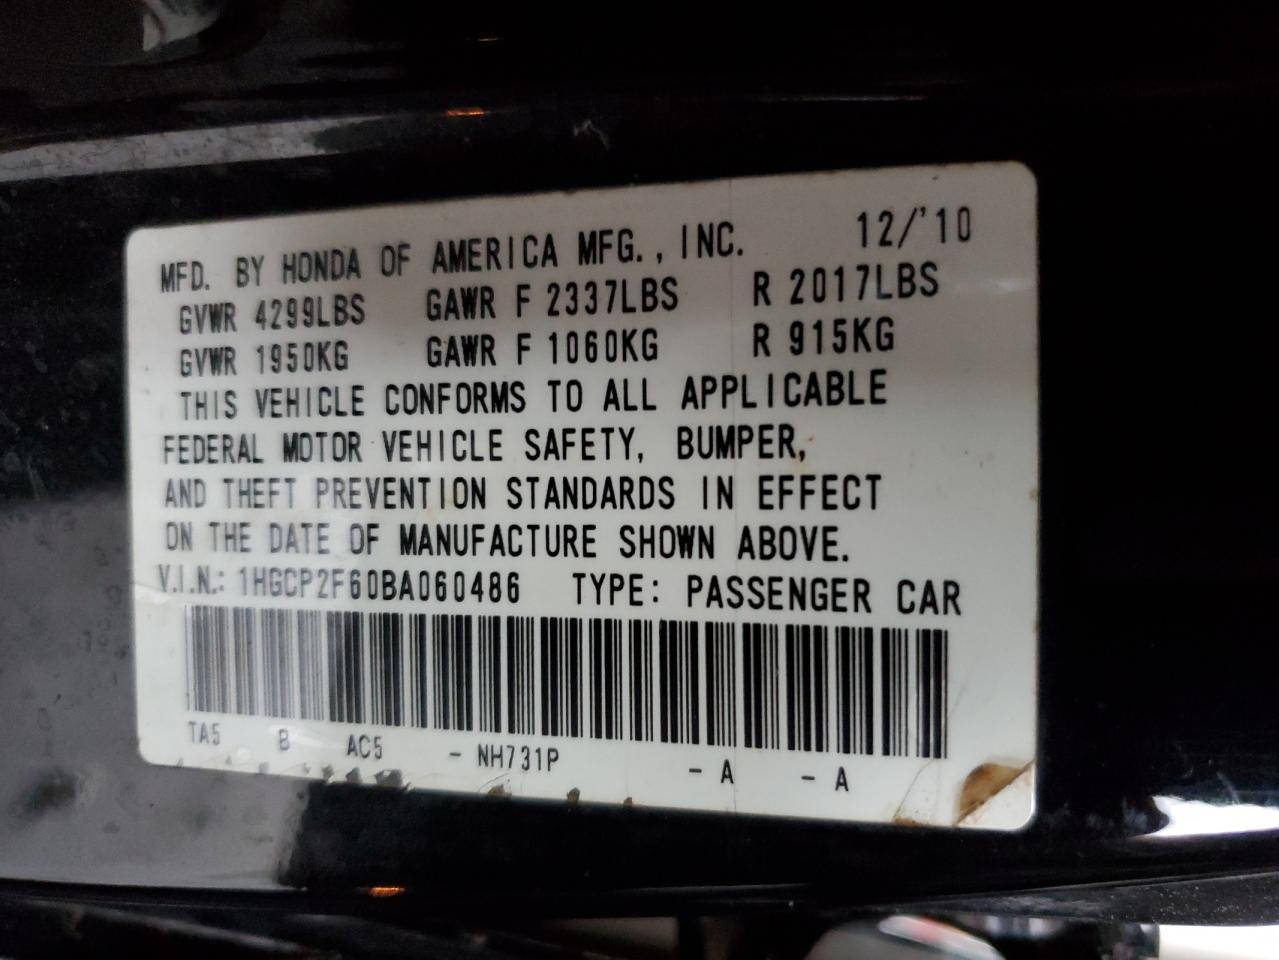 MFD. BY HONDA OF AMERICA MFG., INC. 12/'10
GVWR 4299LBS GAWR F 2337LBS R 2017LBS
GVWR 1950KG GAWR F 1060KG R 915KG
THIS VEHICLE CONFORMS TO ALL APPLICABLE
FEDERAL MOTOR VEHICLE SAFETY, BUMPER,
AND THEFT PREVENTION STANDARDS IN EFFECT
ON THE DATE OF MANUFACTURE SHOWN ABOVE.
V.I.N.: 1HGCP2F60BA060486 TYPE: PASSENGER CAR
TA5 B AC5 - NH731P - A - A